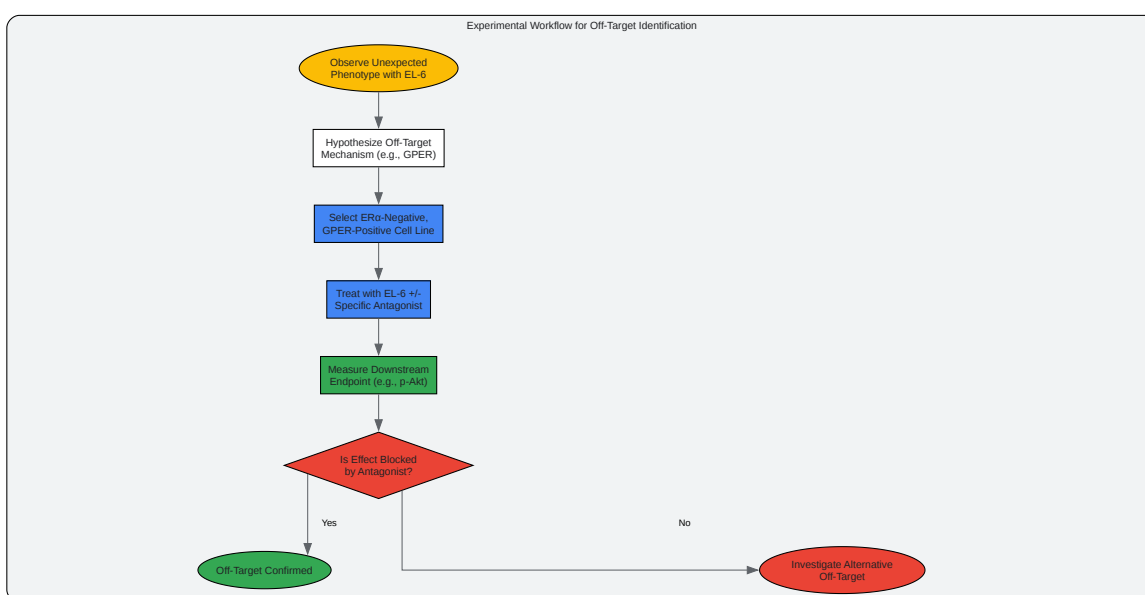 Experimental Workflow for Off-Target Identification
Observe Unexpected
Phenotype with EL-6
Hypothesize Off-Target
Mechanism (e.g., GPER)
Select ERα-Negative,
GPER-Positive Cell Line
Treat with EL-6 +/-
Specific Antagonist
Measure Downstream
Endpoint (e.g., p-Akt)
Is Effect Blocked
by Antagonist?
Yes
No
Off-Target Confirmed
Investigate Alternative
Off-Target